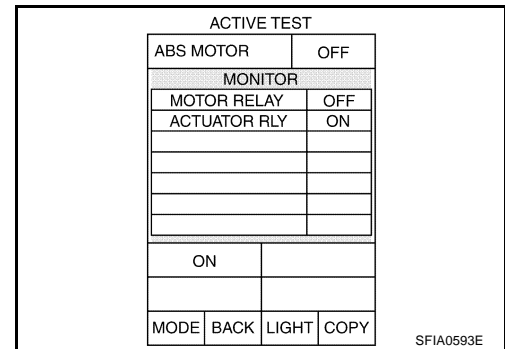 ACTIVE TEST
ABS MOTOR OFF
MONITOR
MOTOR RELAY OFF
ACTUATOR RLY ON
ON
MODE BACK LIGHT COPY
SFIA0593E